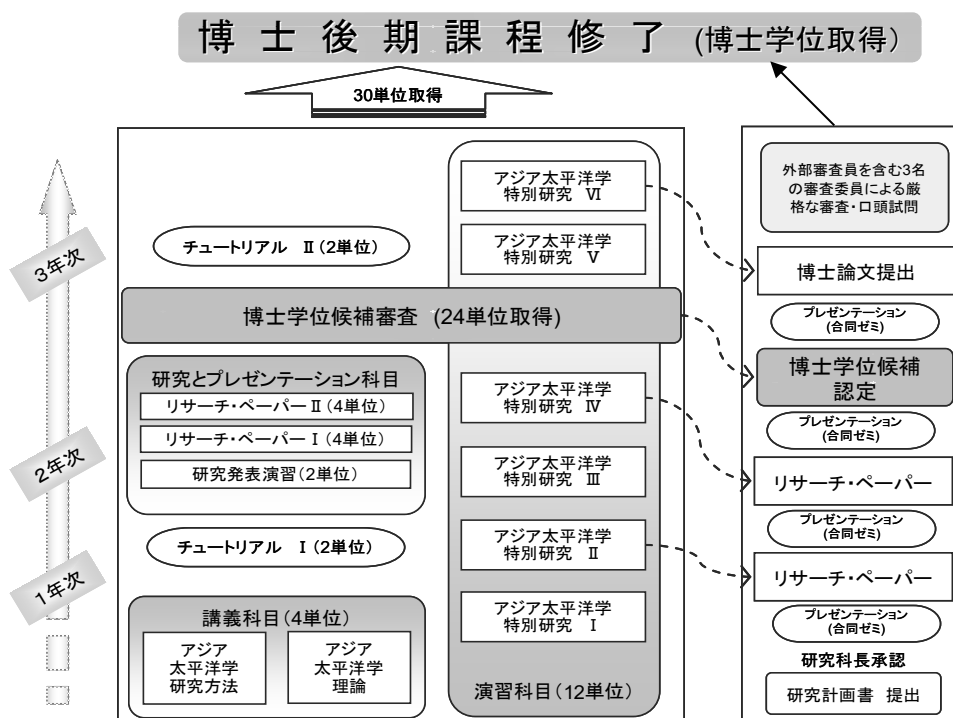 博士後期課程修了 (博士学位取得)
30単位取得
3年次
2年次
1年次
アジア太平洋学
特別研究 Ⅵ
チュートリアル Ⅱ (2単位)
アジア太平洋学
特別研究 Ⅴ
博士学位候補審査 (24単位取得)
研究とプレゼンテーション科目
リサーチ・ペーパーⅡ (4単位)
リサーチ・ペーパーⅠ (4単位)
研究発表演習 (2単位)
アジア太平洋学
特別研究 Ⅳ
アジア太平洋学
特別研究 Ⅲ
チュートリアル Ⅰ (2単位)
アジア太平洋学
特別研究 Ⅱ
講義科目 (4単位)
アジア
太平洋学
研究方法
アジア
太平洋学
理論
アジア太平洋学
特別研究 Ⅰ
演習科目 (12単位)
外部審査員を含む3名
の審査委員による厳
格な審査・口頭試問
博士論文提出
プレゼンテーション
(合同ゼミ)
博士学位候補
認定
プレゼンテーション
(合同ゼミ)
リサーチ・ペーパー
プレゼンテーション
(合同ゼミ)
リサーチ・ペーパー
プレゼンテーション
(合同ゼミ)
研究科長承認
研究計画書 提出